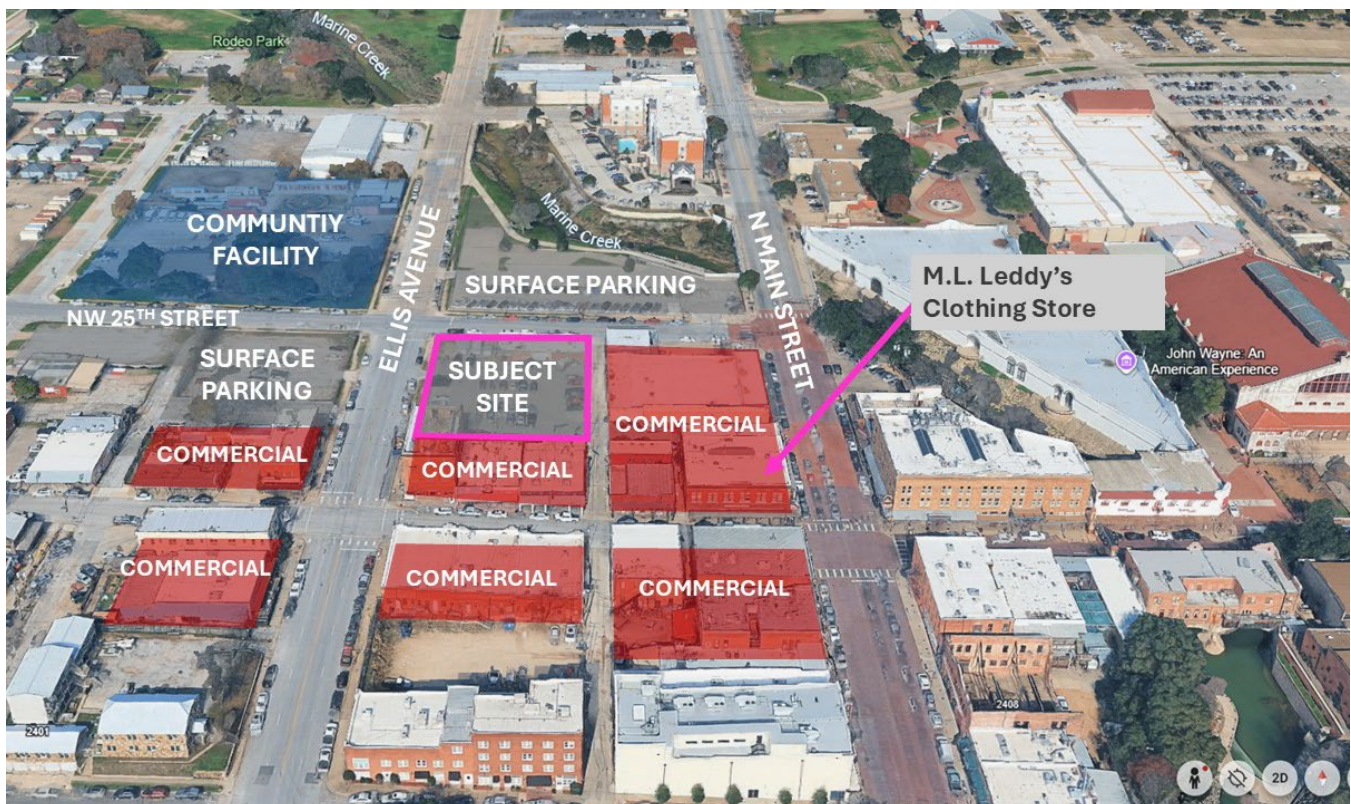 Rodeo Park
Marine Creek
COMMUNTIY
FACILITY
ELLIS AVENUE
Marine Creek
N MAIN STREET
SURFACE PARKING
M.L. Leddy’s
Clothing Store
NW 25TH STREET
SURFACE
PARKING
SUBJECT
SITE
John Wayne: An
American Experience
COMMERCIAL
COMMERCIAL
COMMERCIAL
COMMERCIAL
COMMERCIAL
COMMERCIAL
2401
2408
2D